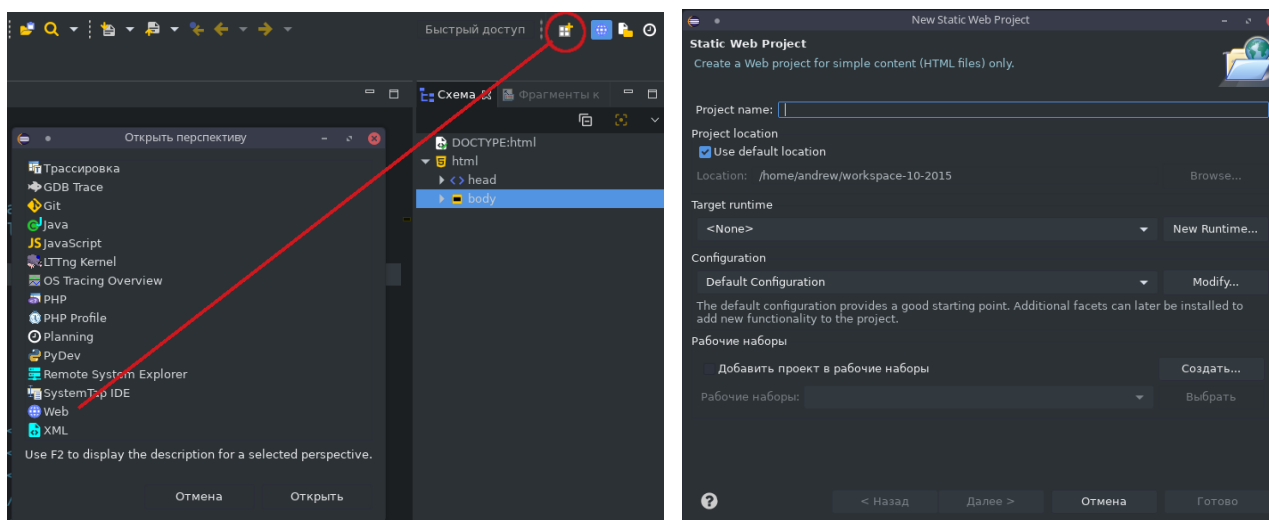 Быстрый доступ
Схема
Фрагменты к
Открыть перспективу
Трассировка
GDB Trace
Git
Java
JS JavaScript
LTTng Kernel
OS Tracing Overview
PHP
PHP Profile
Planning
PyDev
Remote System Explorer
SystemTap IDE
Web
XML
Use F2 to display the description for a selected perspective.
Отмена
Открыть
DOCTYPE:html
html
head
body
New Static Web Project
Static Web Project
Create a Web project for simple content (HTML files) only.
Project name:
Project location
Use default location
Location: /home/andrew/workspace-10-2015 Browse...
Target runtime
<None> New Runtime...
Configuration
Default Configuration Modify...
The default configuration provides a good starting point. Additional facets can later be installed to
add new functionality to the project.
Рабочие наборы
Добавить проект в рабочие наборы Создать...
Рабочие наборы: Выбрать
? < Назад Далее > Отмена Готово